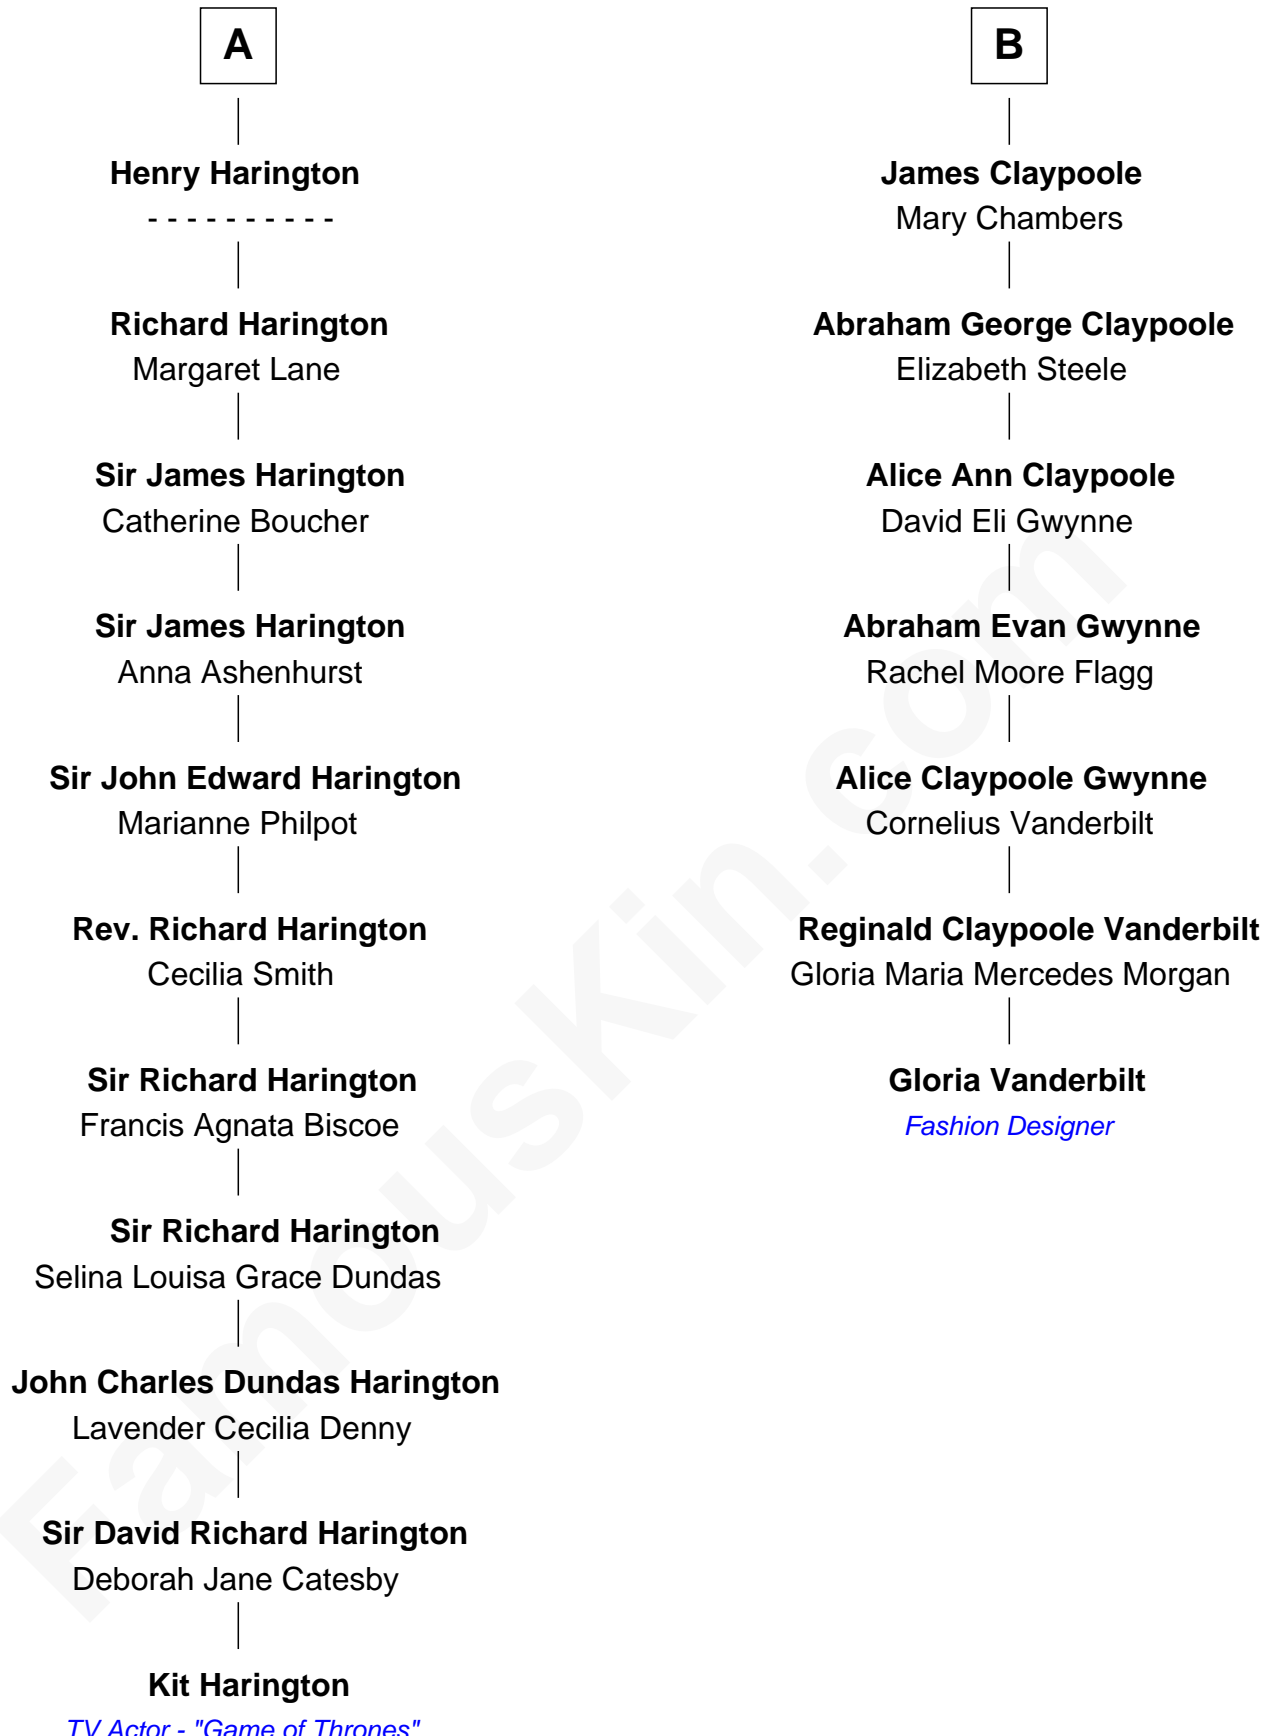 A
Henry Harington
- - - - - - - - - -
Richard Harington
Margaret Lane
Sir James Harington
Catherine Boucher
Sir James Harington
Anna Ashenhurst
Sir John Edward Harington
Marianne Philpot
Rev. Richard Harington
Cecilia Smith
Sir Richard Harington
Francis Agnata Biscoe
Sir Richard Harington
Selina Louisa Grace Dundas
John Charles Dundas Harington
Lavender Cecilia Denny
Sir David Richard Harington
Deborah Jane Catesby
Kit Harington
TV Actor - "Game of Thrones"
B
James Claypoole
Mary Chambers
Abraham George Claypoole
Elizabeth Steele
Alice Ann Claypoole
David Eli Gwynne
Abraham Evan Gwynne
Rachel Moore Flagg
Alice Claypoole Gwynne
Cornelius Vanderbilt
Reginald Claypoole Vanderbilt
Gloria Maria Mercedes Morgan
Gloria Vanderbilt
Fashion Designer
FamousKin.com